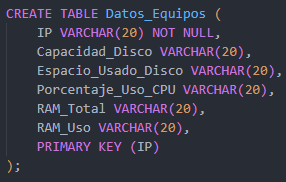 CREATE TABLE Datos_Equipos (
    IP VARCHAR(20) NOT NULL,
    Capacidad_Disco VARCHAR(20),
    Espacio_Usado_Disco VARCHAR(20),
    Porcentaje_Uso_CPU VARCHAR(20),
    RAM_Total VARCHAR(20),
    RAM_Uso VARCHAR(20),
    PRIMARY KEY (IP)
);